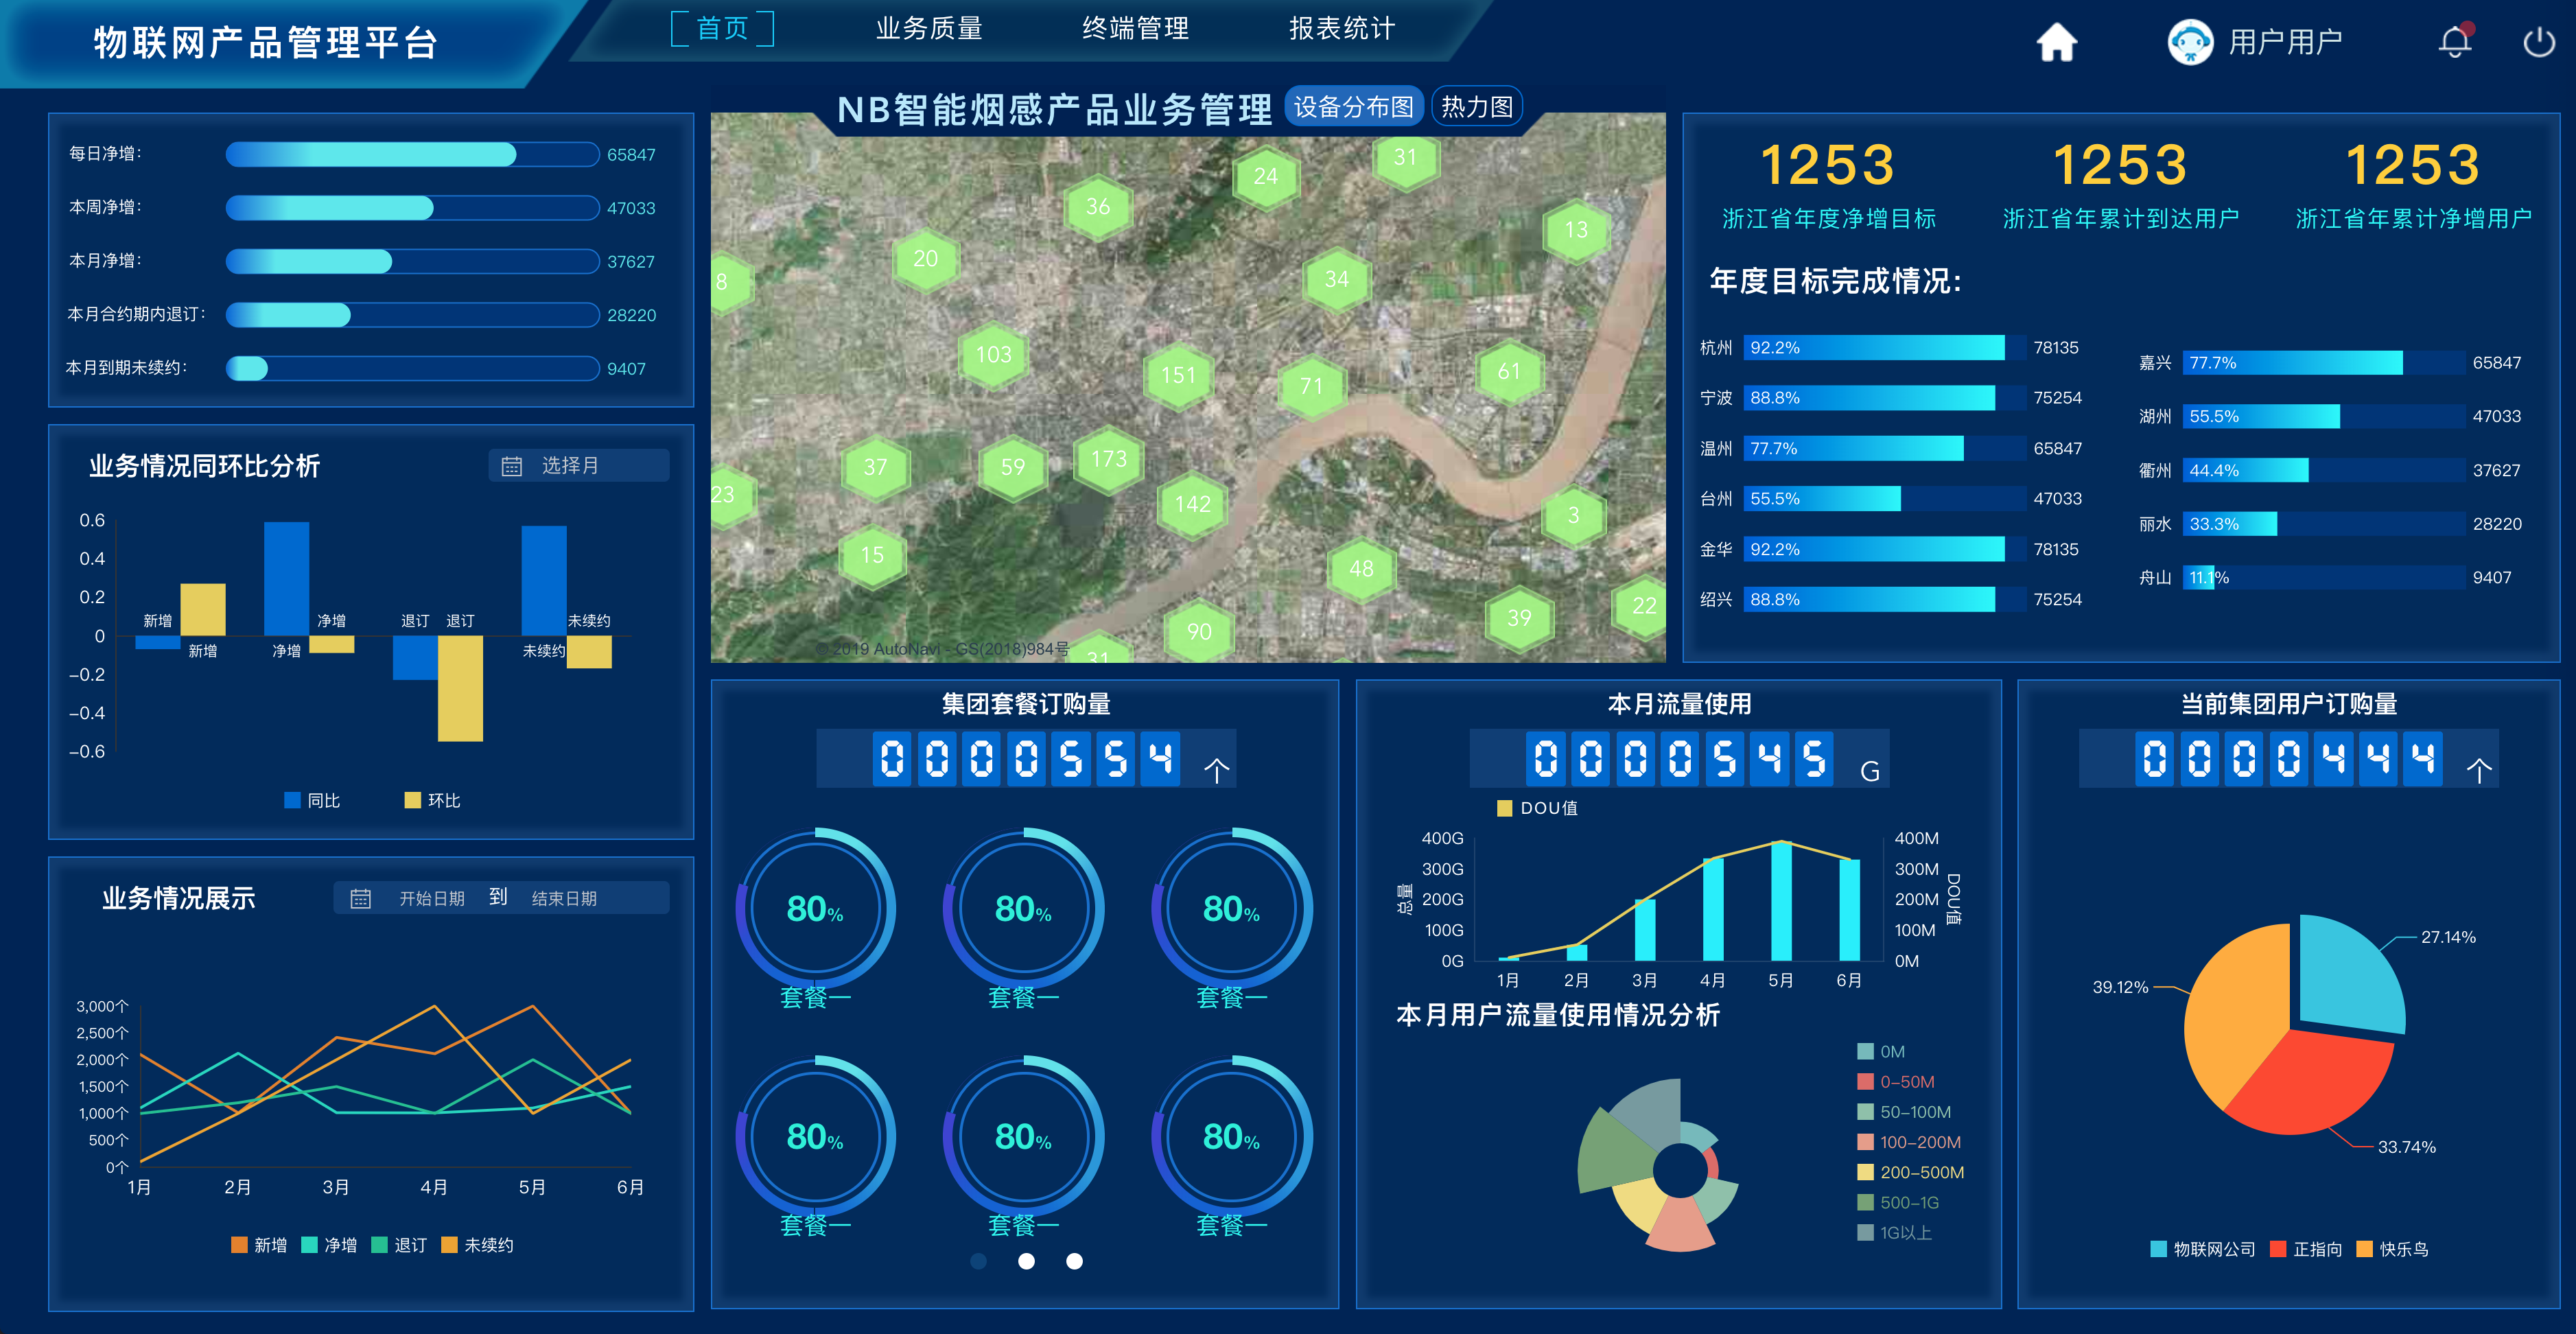 物联网产品管理平台
首页
业务质量
终端管理
报表统计
用户用户
每日净增:
65847
本周净增:
47033
本月净增:
37627
本月合约期内退订:
28220
本月到期未续约:
9407
业务情况同环比分析
选择月
0.6
0.4
0.2
0
-0.2
-0.4
-0.6
新增
净增
退订 退订
未续约
新增
净增
未续约
同比
环比
业务情况展示
开始日期 到 结束日期
3,000个
2,500个
2,000个
1,500个
1,000个
500个
0个
1月 2月 3月 4月 5月 6月
新增 净增 退订 未续约
NB智能烟感产品业务管理
设备分布图
热力图
31
24
36
13
20
34
8
103
151
71
61
37
59
173
23
142
3
15
48
22
39
90
31
© 2019 AutoNavi - GS(2018)984号
1253
浙江省年度净增目标
1253
浙江省年累计到达用户
1253
浙江省年累计净增用户
年度目标完成情况:
杭州 92.2% 78135
宁波 88.8% 75254
温州 77.7% 65847
台州 55.5% 47033
金华 92.2% 78135
绍兴 88.8% 75254
嘉兴 77.7% 65847
湖州 55.5% 47033
衢州 44.4% 37627
丽水 33.3% 28220
舟山 11.1% 9407
集团套餐订购量
0000554 个
80%
套餐一
80%
套餐一
80%
套餐一
80%
套餐一
80%
套餐一
80%
套餐一
本月流量使用
0000545 G
DOU值
400G
300G
200G
100G
0G
总量
400M
300M
200M
100M
0M
DOU值
1月 2月 3月 4月 5月 6月
本月用户流量使用情况分析
0M
0-50M
50-100M
100-200M
200-500M
500-1G
1G以上
当前集团用户订购量
0000444 个
27.14%
39.12%
33.74%
物联网公司 正指向 快乐鸟